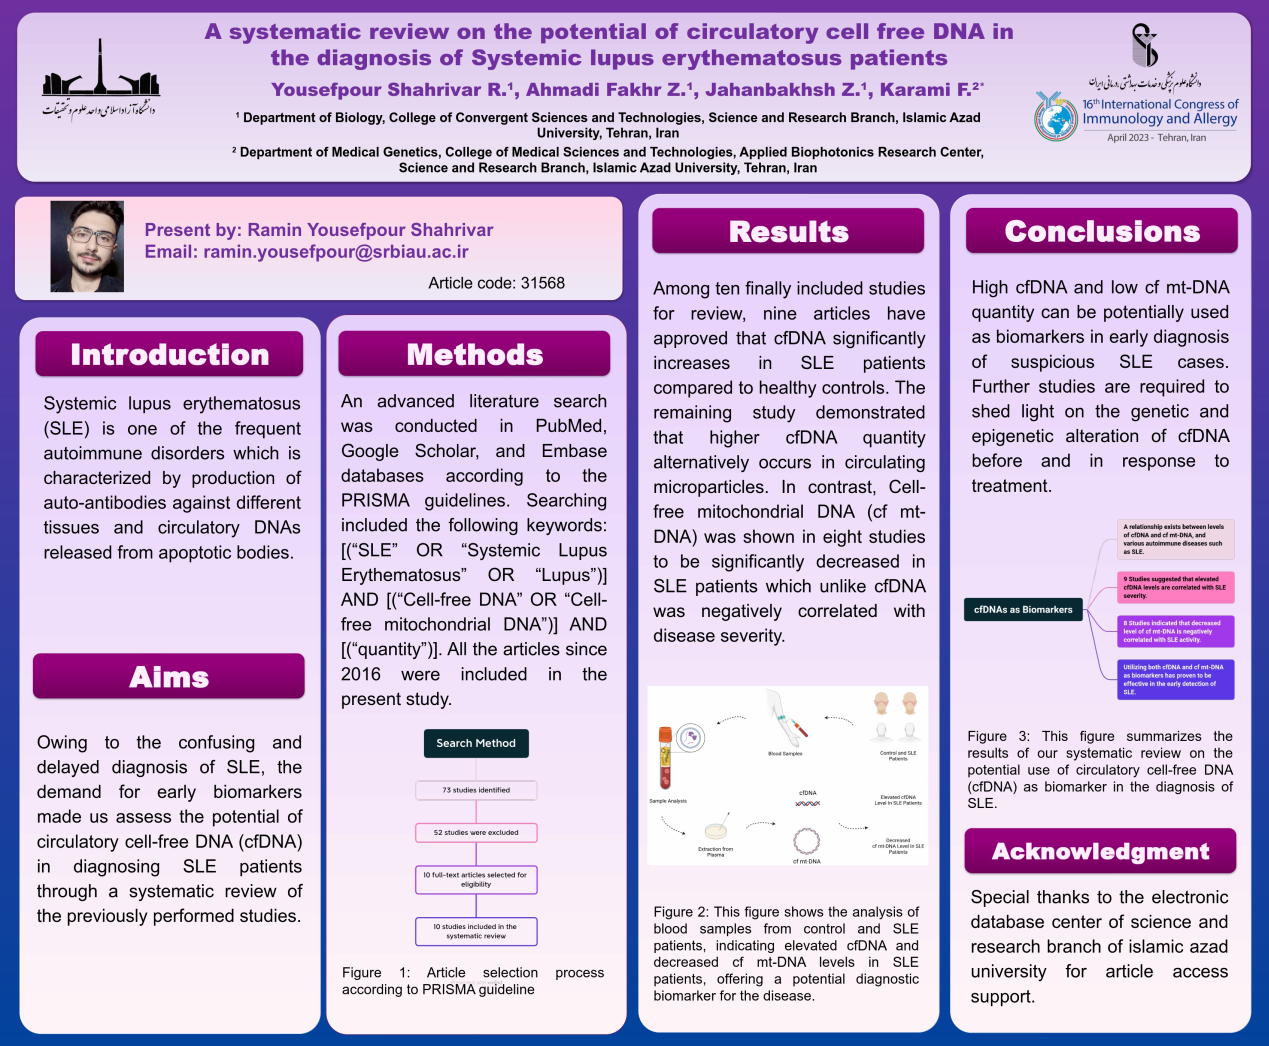 A systematic review on the potential of circulatory cell free DNA in
the diagnosis of Systemic lupus erythematosus patients
Yousefpour Shahrivar R.¹, Ahmadi Fakhr Z.¹, Jahanbakhsh Z.¹, Karami F.²*
¹ Department of Biology, College of Convergent Sciences and Technologies, Science and Research Branch, Islamic Azad
University, Tehran, Iran
² Department of Medical Genetics, College of Medical Sciences and Technologies, Applied Biophotonics Research Center,
Science and Research Branch, Islamic Azad University, Tehran, Iran
دانشگاه آزاد اسلامی واحد علوم و تحقیقات
دانشگاه علوم پزشکی و خدمات بهداشتی درمانی ایران
16th International Congress of
Immunology and Allergy
April 2023 - Tehran, Iran
Present by: Ramin Yousefpour Shahrivar
Email: ramin.yousefpour@srbiau.ac.ir
Article code: 31568
Introduction
Systemic lupus erythematosus
(SLE) is one of the frequent
autoimmune disorders which is
characterized by production of
auto-antibodies against different
tissues and circulatory DNAs
released from apoptotic bodies.
Aims
Owing to the confusing and
delayed diagnosis of SLE, the
demand for early biomarkers
made us assess the potential of
circulatory cell-free DNA (cfDNA)
in diagnosing SLE patients
through a systematic review of
the previously performed studies.
Methods
An advanced literature search
was conducted in PubMed,
Google Scholar, and Embase
databases according to the
PRISMA guidelines. Searching
included the following keywords:
[(“SLE” OR “Systemic Lupus
Erythematosus” OR “Lupus”)]
AND [(“Cell-free DNA” OR “Cell-
free mitochondrial DNA”)] AND
[(“quantity”)]. All the articles since
2016 were included in the
present study.
Search Method
73 studies identified
52 studies were excluded
10 full-text articles selected for
eligibility
10 studies included in the
systematic review
Figure 1: Article selection process
according to PRISMA guideline
Results
Among ten finally included studies
for review, nine articles have
approved that cfDNA significantly
increases in SLE patients
compared to healthy controls. The
remaining study demonstrated
that higher cfDNA quantity
alternatively occurs in circulating
microparticles. In contrast, Cell-
free mitochondrial DNA (cf mt-
DNA) was shown in eight studies
to be significantly decreased in
SLE patients which unlike cfDNA
was negatively correlated with
disease severity.
Blood Samples
Control and SLE
Patients
Sample Analysis
cfDNA
Elevated cfDNA
Level In SLE Patients
Extraction from
Plasma
cf mt-DNA
Decreased
cf mt-DNA Level In SLE
Patients
Figure 2: This figure shows the analysis of
blood samples from control and SLE
patients, indicating elevated cfDNA and
decreased cf mt-DNA levels in SLE
patients, offering a potential diagnostic
biomarker for the disease.
Conclusions
High cfDNA and low cf mt-DNA
quantity can be potentially used
as biomarkers in early diagnosis
of suspicious SLE cases.
Further studies are required to
shed light on the genetic and
epigenetic alteration of cfDNA
before and in response to
treatment.
cfDNAs as Biomarkers
A relationship exists between levels
of cfDNA and cf mt-DNA, and
various autoimmune diseases such
as SLE.
9 Studies suggested that elevated
cfDNA levels are correlated with SLE
severity.
8 Studies indicated that decreased
level of cf mt-DNA is negatively
correlated with SLE activity.
Utilizing both cfDNA and cf mt-DNA
as biomarkers has proven to be
effective in the early detection of
SLE.
Figure 3: This figure summarizes the
results of our systematic review on the
potential use of circulatory cell-free DNA
(cfDNA) as biomarker in the diagnosis of
SLE.
Acknowledgment
Special thanks to the electronic
database center of science and
research branch of islamic azad
university for article access
support.